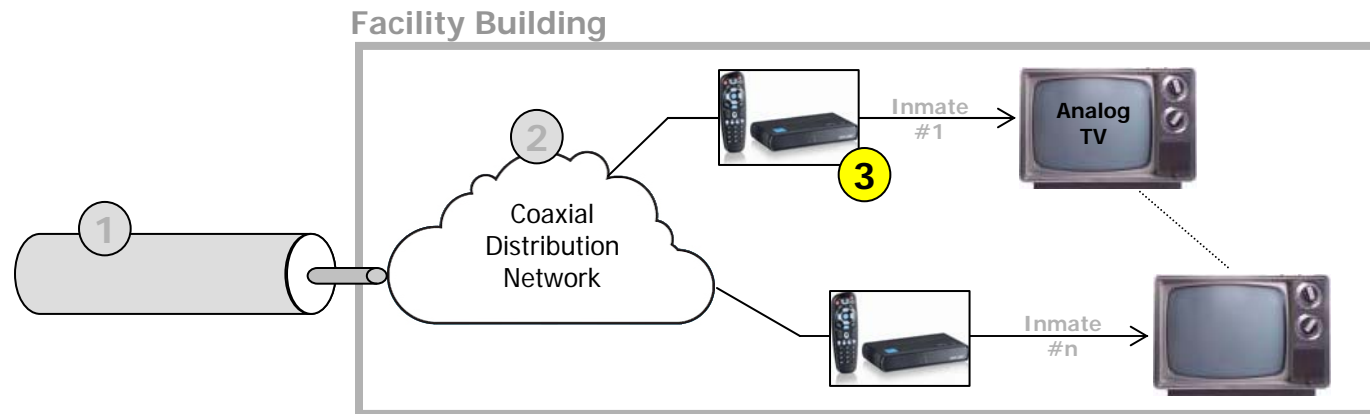 Facility Building
1
2
Coaxial
Distribution
Network
3
Inmate
#1
Analog
TV
Inmate
#n